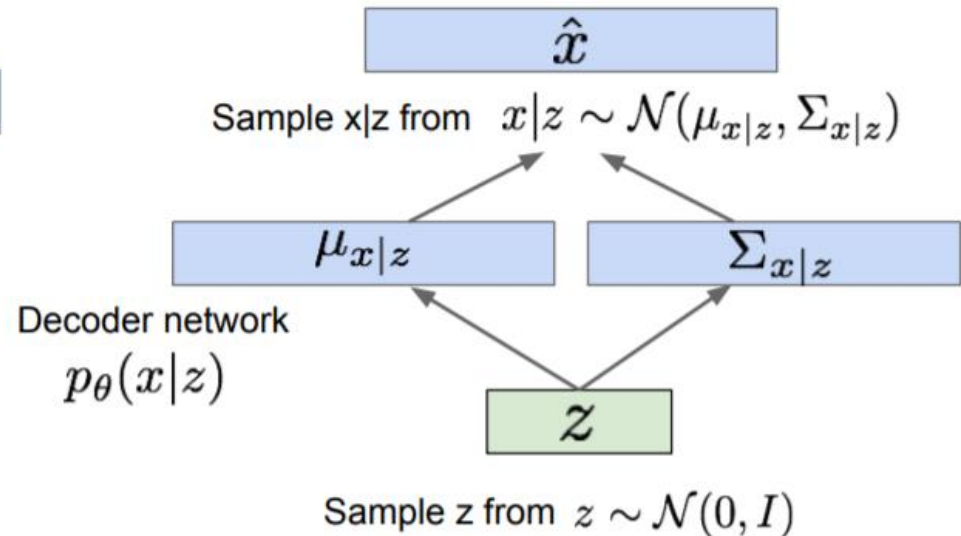 x̂
Sample x|z from x|z ∼ 𝒩(μ_{x|z}, Σ_{x|z})
μ_{x|z} Σ_{x|z}
Decoder network
p_θ(x|z)
z
Sample z from z ∼ 𝒩(0, I)